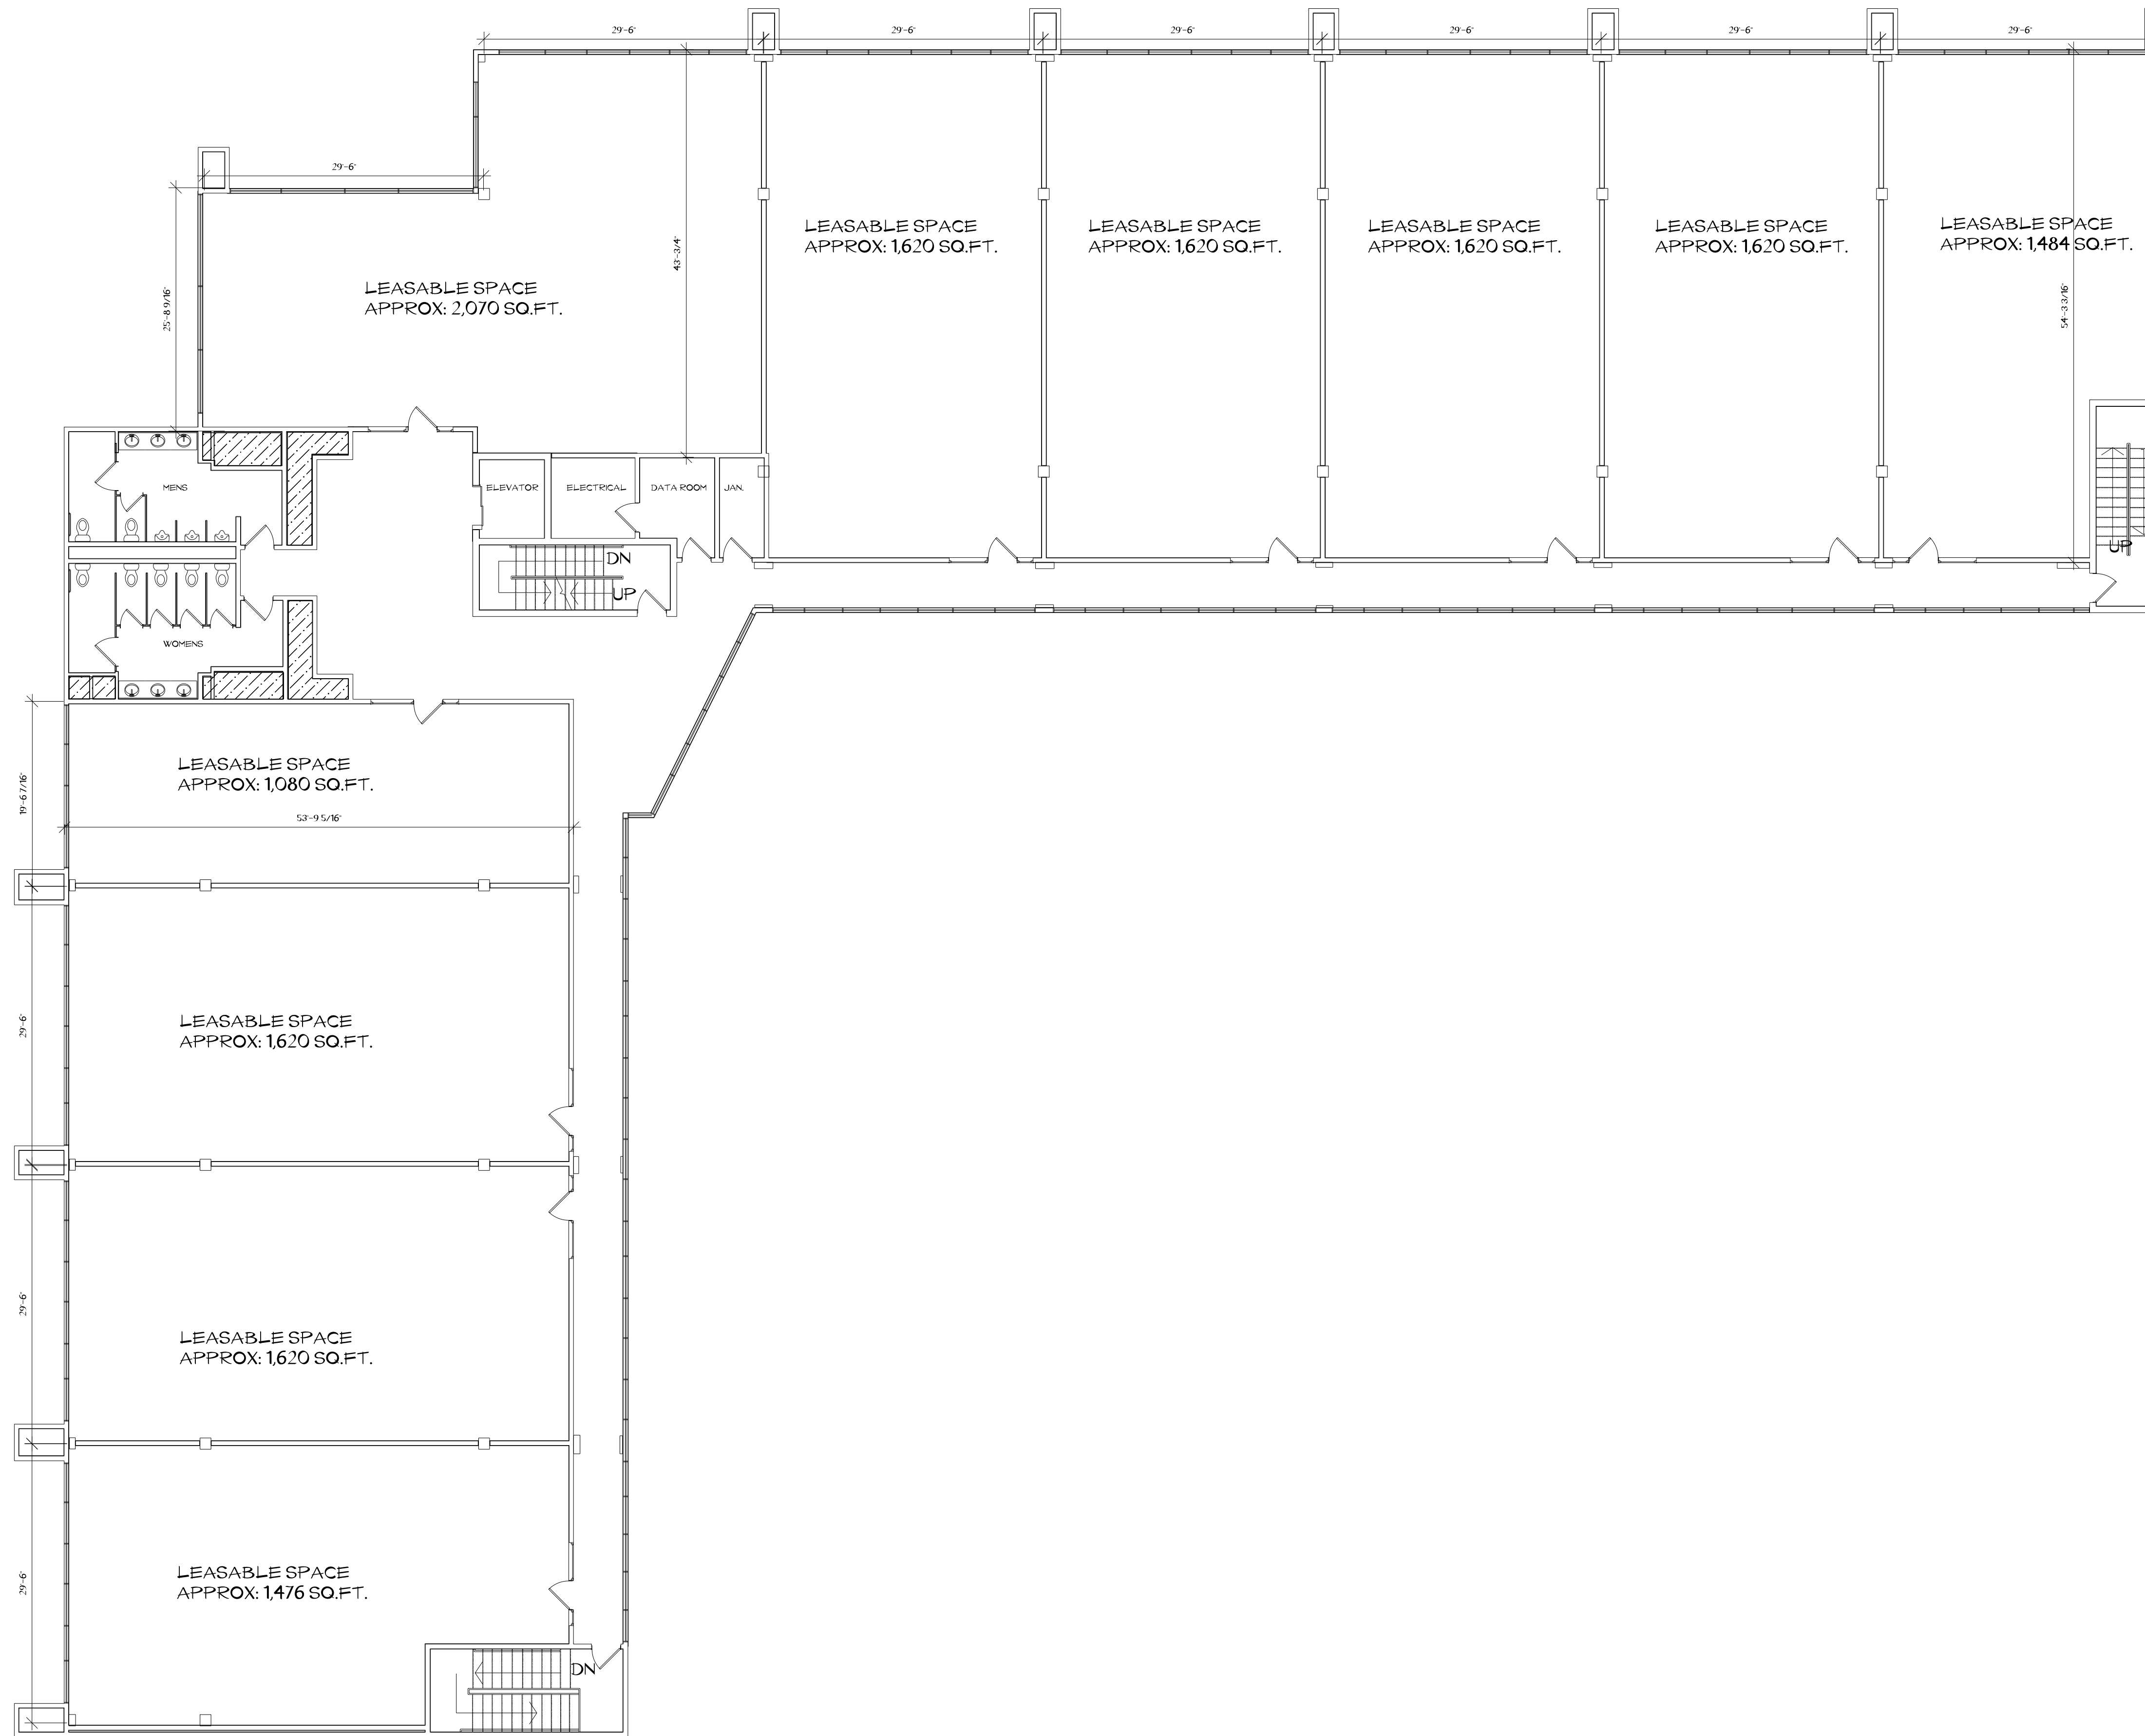 29'-6"
29'-6"
29'-6"
29'-6"
29'-6"
29'-6"
29'-6"
25'-8 9/16"
43'-3/4"
54'-3 3/16"
LEASABLE SPACE
APPROX: 2,070 SQ.FT.
LEASABLE SPACE
APPROX: 1,620 SQ.FT.
LEASABLE SPACE
APPROX: 1,620 SQ.FT.
LEASABLE SPACE
APPROX: 1,620 SQ.FT.
LEASABLE SPACE
APPROX: 1,620 SQ.FT.
LEASABLE SPACE
APPROX: 1,484 SQ.FT.
MENS
ELEVATOR
ELECTRICAL
DATA ROOM
JAN.
DN
UP
UP
WOMENS
LEASABLE SPACE
APPROX: 1,080 SQ.FT.
19'-6 7/16"
53'-9 5/16"
LEASABLE SPACE
APPROX: 1,620 SQ.FT.
29'-6"
LEASABLE SPACE
APPROX: 1,620 SQ.FT.
29'-6"
LEASABLE SPACE
APPROX: 1,476 SQ.FT.
29'-6"
DN